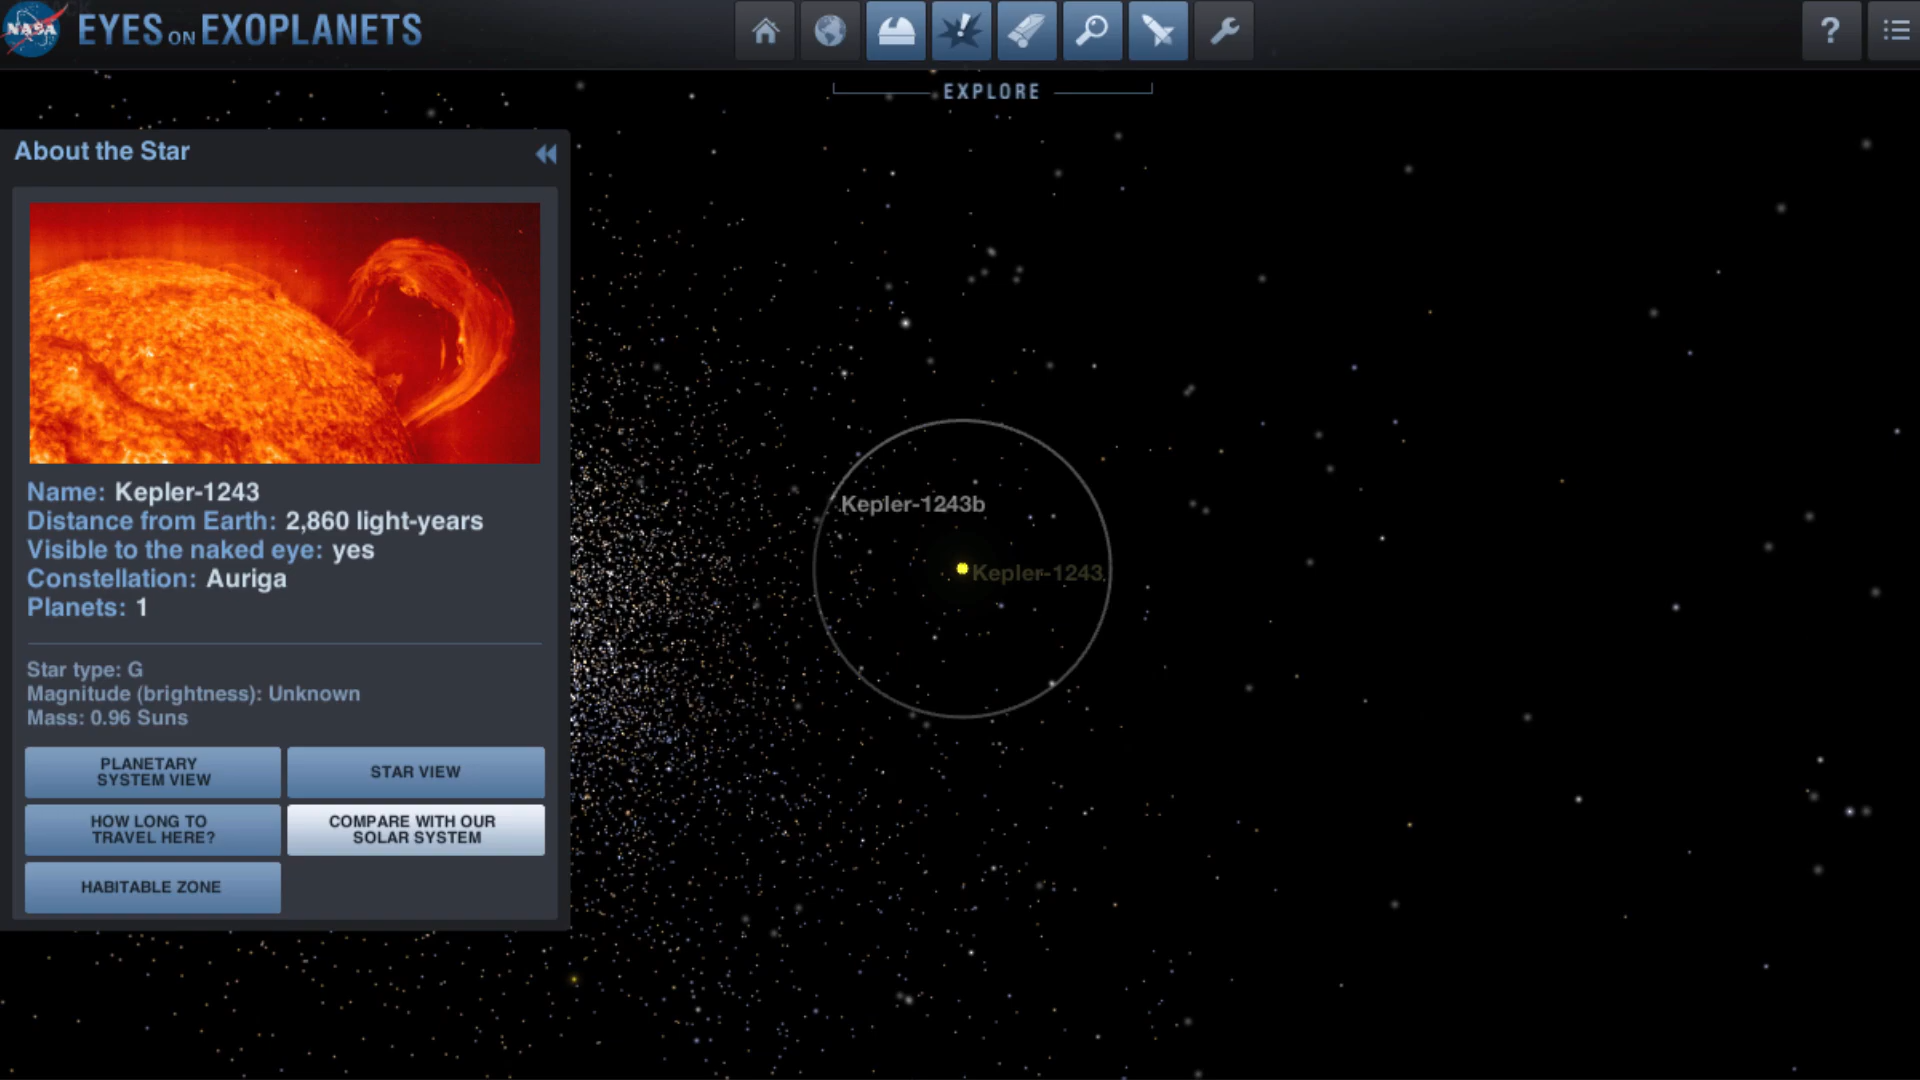 NASA EYES ON EXOPLANETS
?
EXPLORE
About the Star
Name: Kepler-1243
Distance from Earth: 2,860 light-years
Visible to the naked eye: yes
Constellation: Auriga
Planets: 1
Star type: G
Magnitude (brightness): Unknown
Mass: 0.96 Suns
PLANETARY
SYSTEM VIEW
STAR VIEW
HOW LONG TO
TRAVEL HERE?
COMPARE WITH OUR
SOLAR SYSTEM
HABITABLE ZONE
Kepler-1243b
Kepler-1243